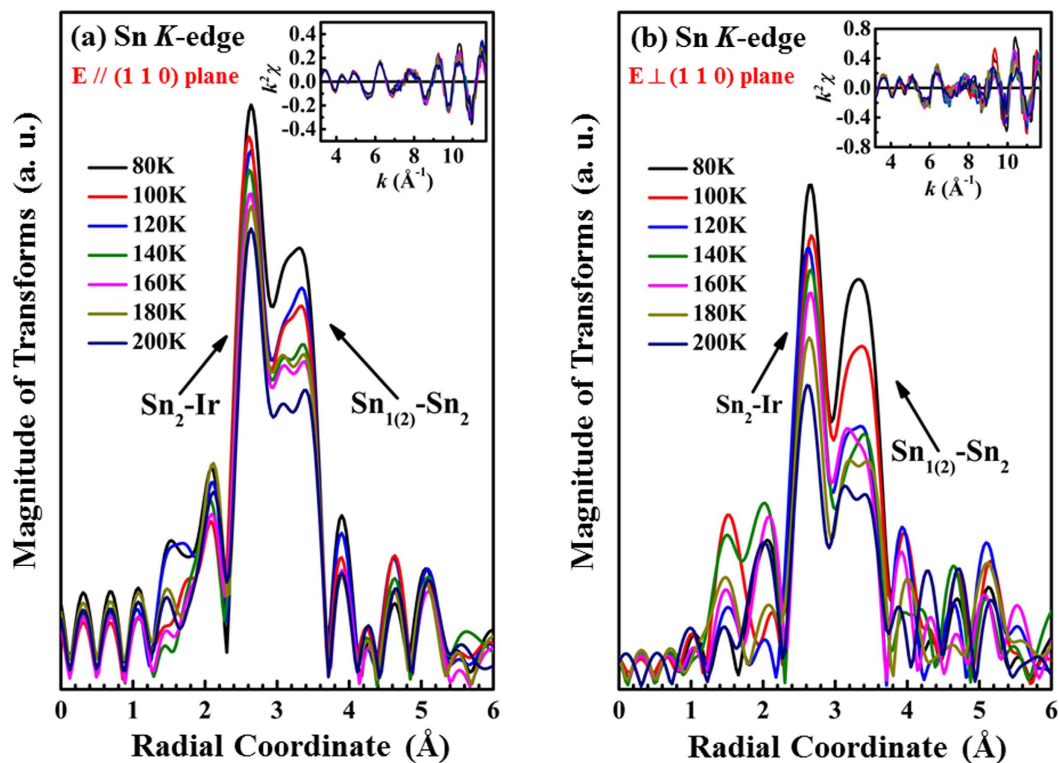 (a) Sn K-edge
E // (1 1 0) plane
0.4
0.2
0.0
-0.2
-0.4
k²χ
4 6 8 10
k (Å⁻¹)
80K
100K
120K
140K
160K
180K
200K
Sn₂-Ir
Sn₁₍₂₎-Sn₂
Magnitude of Transforms (a. u.)
0 1 2 3 4 5 6
Radial Coordinate (Å)
(b) Sn K-edge
E⊥(1 1 0) plane
0.8
0.4
0.0
-0.4
-0.8
k²χ
4 6 8 10
k (Å⁻¹)
80K
100K
120K
140K
160K
180K
200K
Sn₂-Ir
Sn₁₍₂₎-Sn₂
Magnitude of Transforms (a. u.)
0 1 2 3 4 5 6
Radial Coordinate (Å)